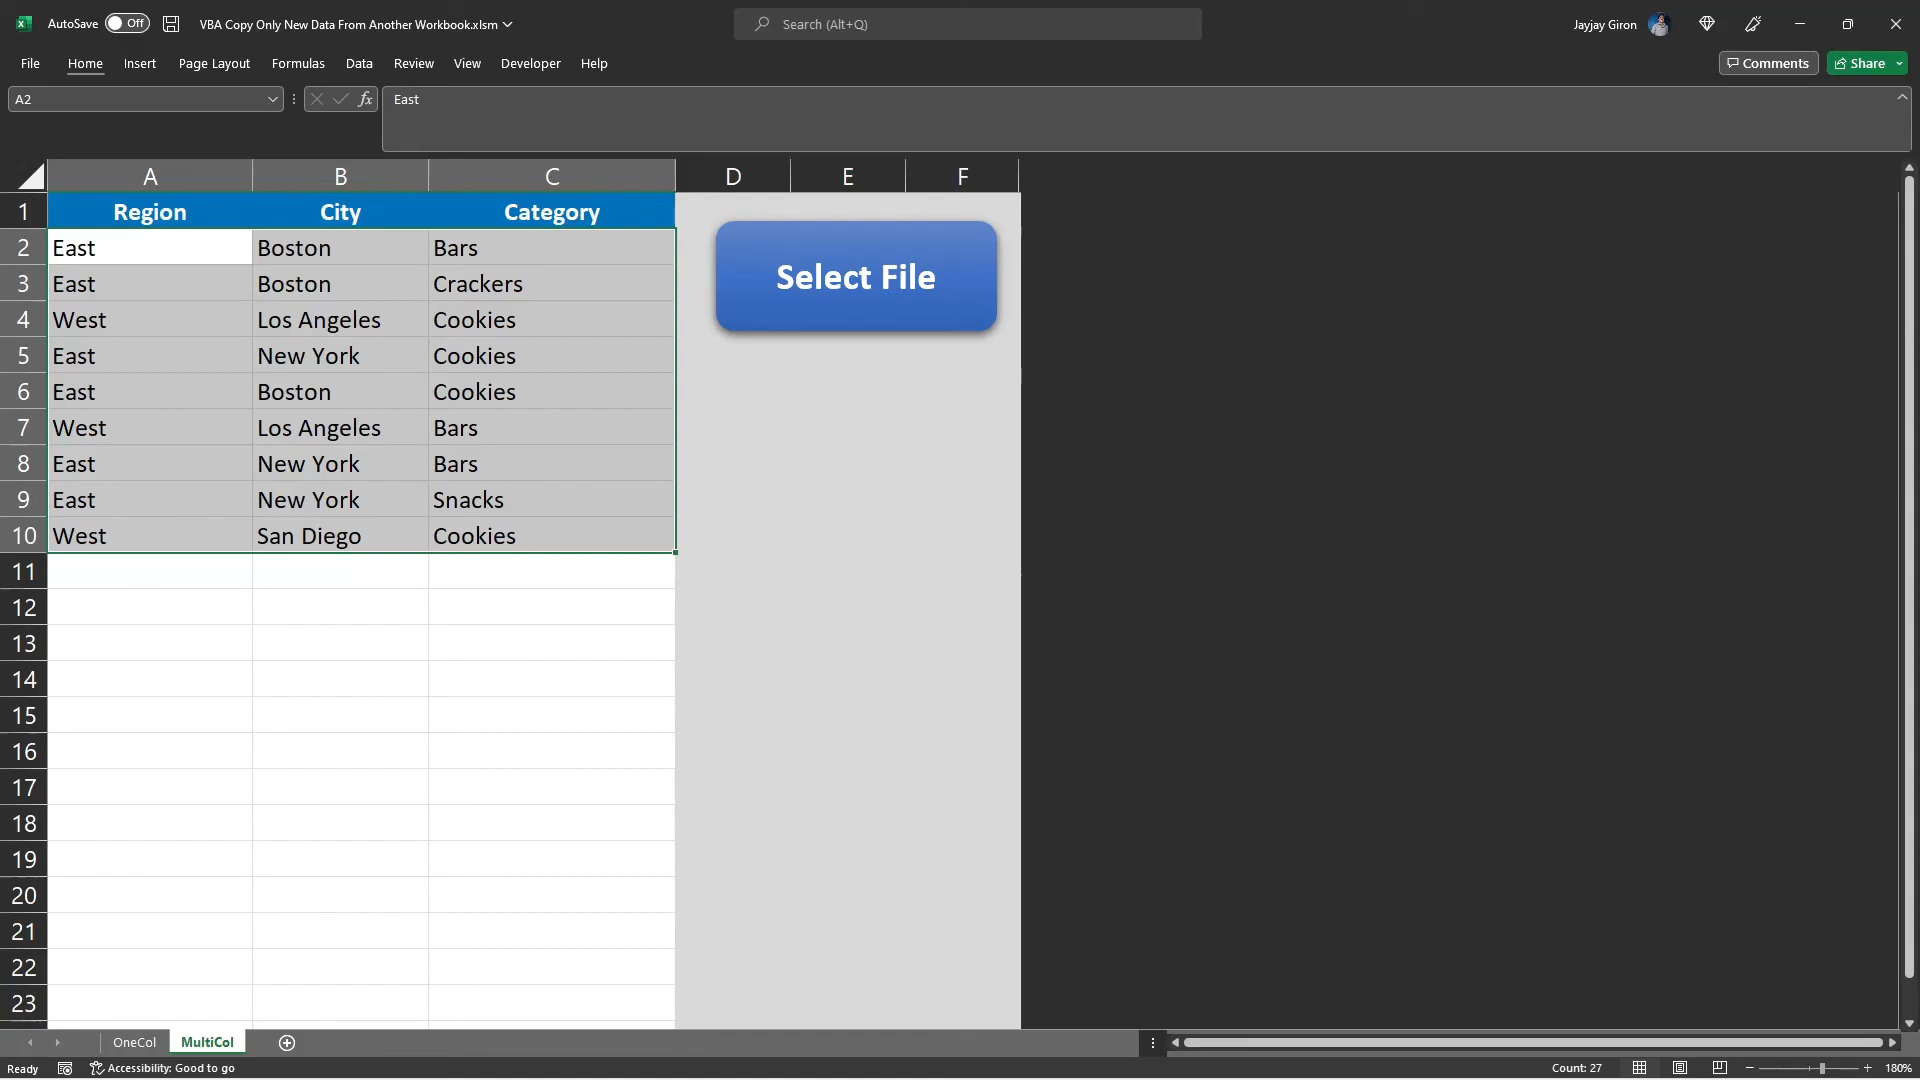 AutoSave Off VBA Copy Only New Data From Another Workbook.xlsm Search (Alt+Q) Jayjay Giron
File Home Insert Page Layout Formulas Data Review View Developer Help Comments Share
A2 fx East
A B C D E F
1 Region City Category
2 East Boston Bars
Select File
3 East Boston Crackers
4 West Los Angeles Cookies
5 East New York Cookies
6 East Boston Cookies
7 West Los Angeles Bars
8 East New York Bars
9 East New York Snacks
10 West San Diego Cookies
11
12
13
14
15
16
17
18
19
20
21
22
23
OneCol MultiCol
Ready Accessibility: Good to go Count: 27 180%